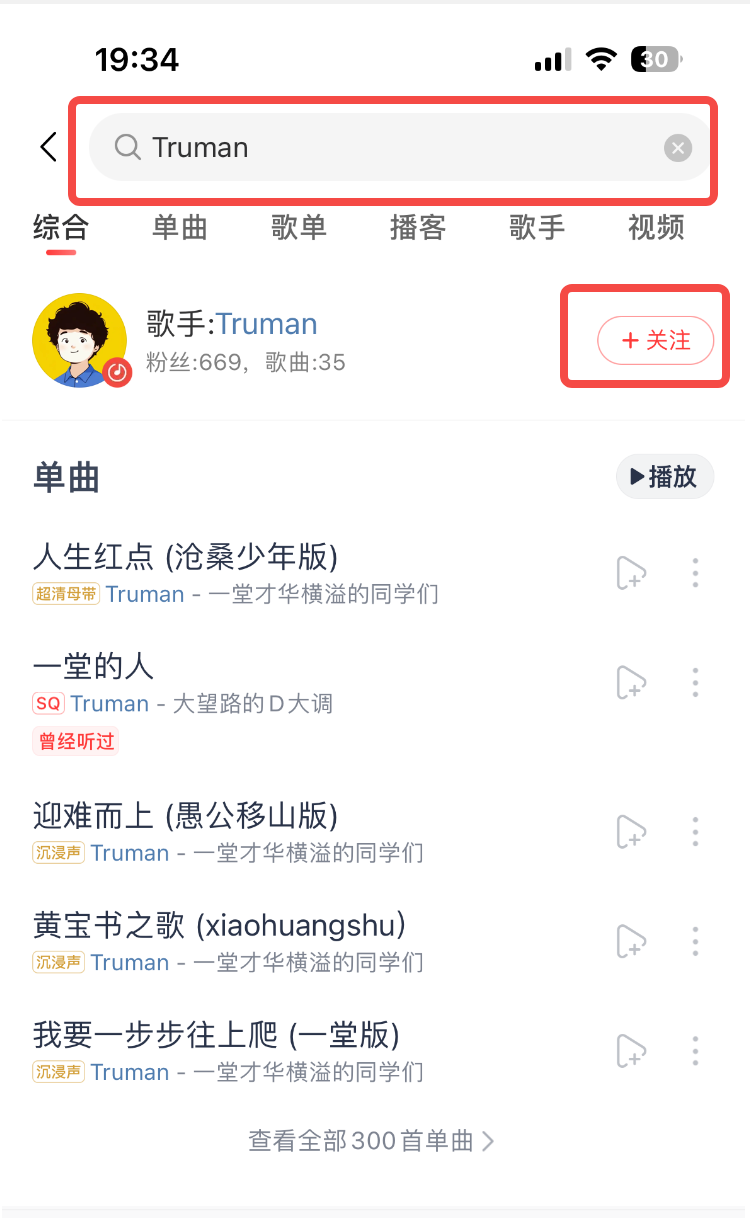 19:34
30
Truman
综合 单曲 歌单 播客 歌手 视频
歌手:Truman
粉丝:669，歌曲:35
+ 关注
单曲
播放
人生红点 (沧桑少年版)
超清母带 Truman - 一堂才华横溢的同学们
一堂的人
SQ Truman - 大望路的D大调
曾经听过
迎难而上 (愚公移山版)
沉浸声 Truman - 一堂才华横溢的同学们
黄宝书之歌 (xiaohuangshu)
沉浸声 Truman - 一堂才华横溢的同学们
我要一步步往上爬 (一堂版)
沉浸声 Truman - 一堂才华横溢的同学们
查看全部300首单曲